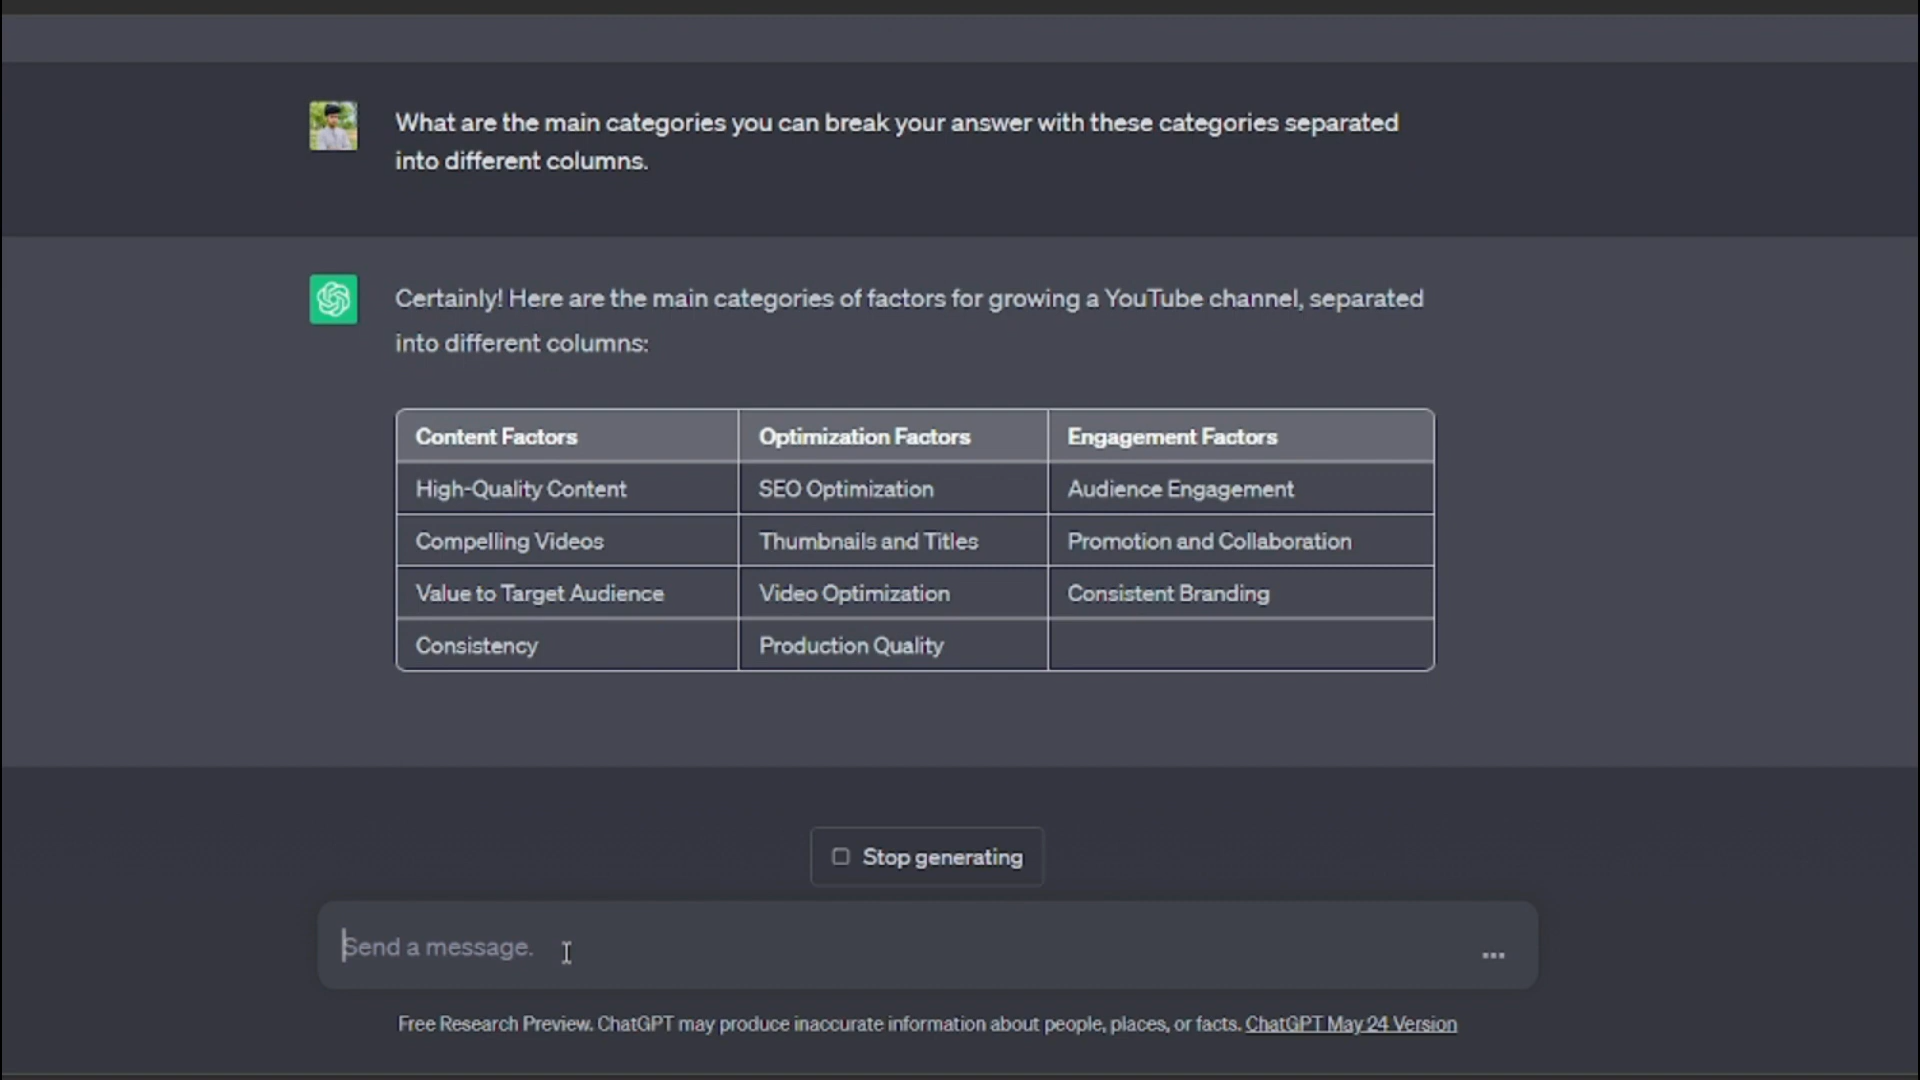 What are the main categories you can break your answer with these categories separated
into different columns.
Certainly! Here are the main categories of factors for growing a YouTube channel, separated
into different columns:
Content Factors Optimization Factors Engagement Factors
High-Quality Content SEO Optimization Audience Engagement
Compelling Videos Thumbnails and Titles Promotion and Collaboration
Value to Target Audience Video Optimization Consistent Branding
Consistency Production Quality
Stop generating
Send a message.
Free Research Preview. ChatGPT may produce inaccurate information about people, places, or facts. ChatGPT May 24 Version